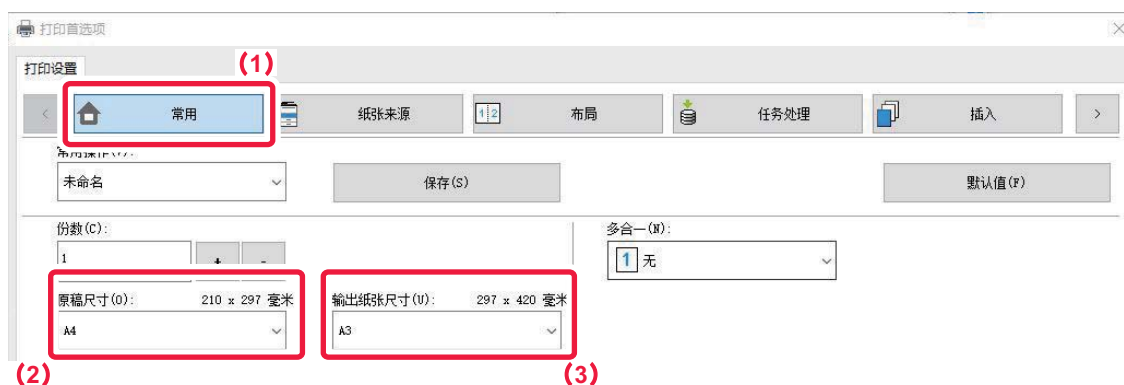 打印首选项
打印设置
(1)
常用
纸张来源
1 2
布局
任务处理
插入
未命名
保存(S)
默认值(F)
份数(C):
多合一(N):
1
+ -
1 无
原稿尺寸(O): 210 x 297 毫米
输出纸张尺寸(U): 297 x 420 毫米
A4
A3
(2)
(3)